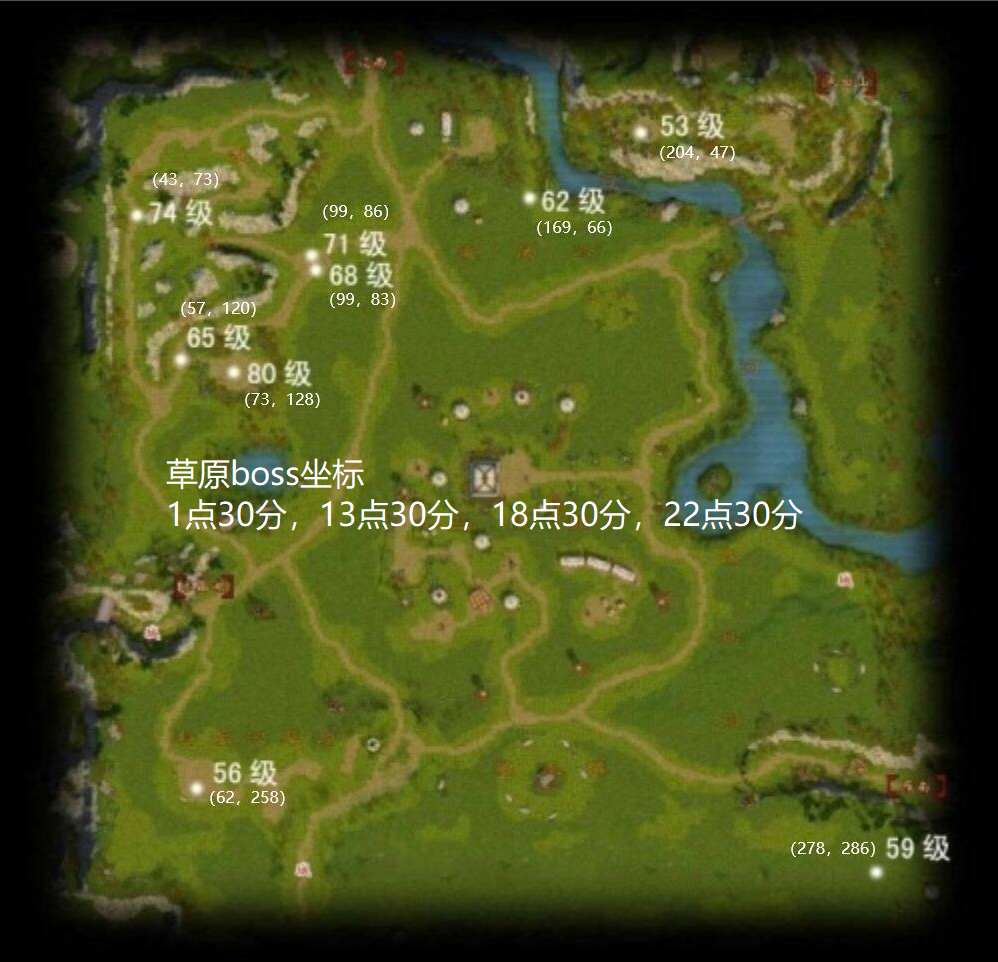 53 级
(204，47)
(43，73)
74 级
62 级
(169，66)
(99，86)
71 级
68 级
(99，83)
(57，120)
65 级
80 级
(73，128)
草原boss坐标
1点30分，13点30分，18点30分，22点30分
56 级
(62，258)
(278，286) 59 级